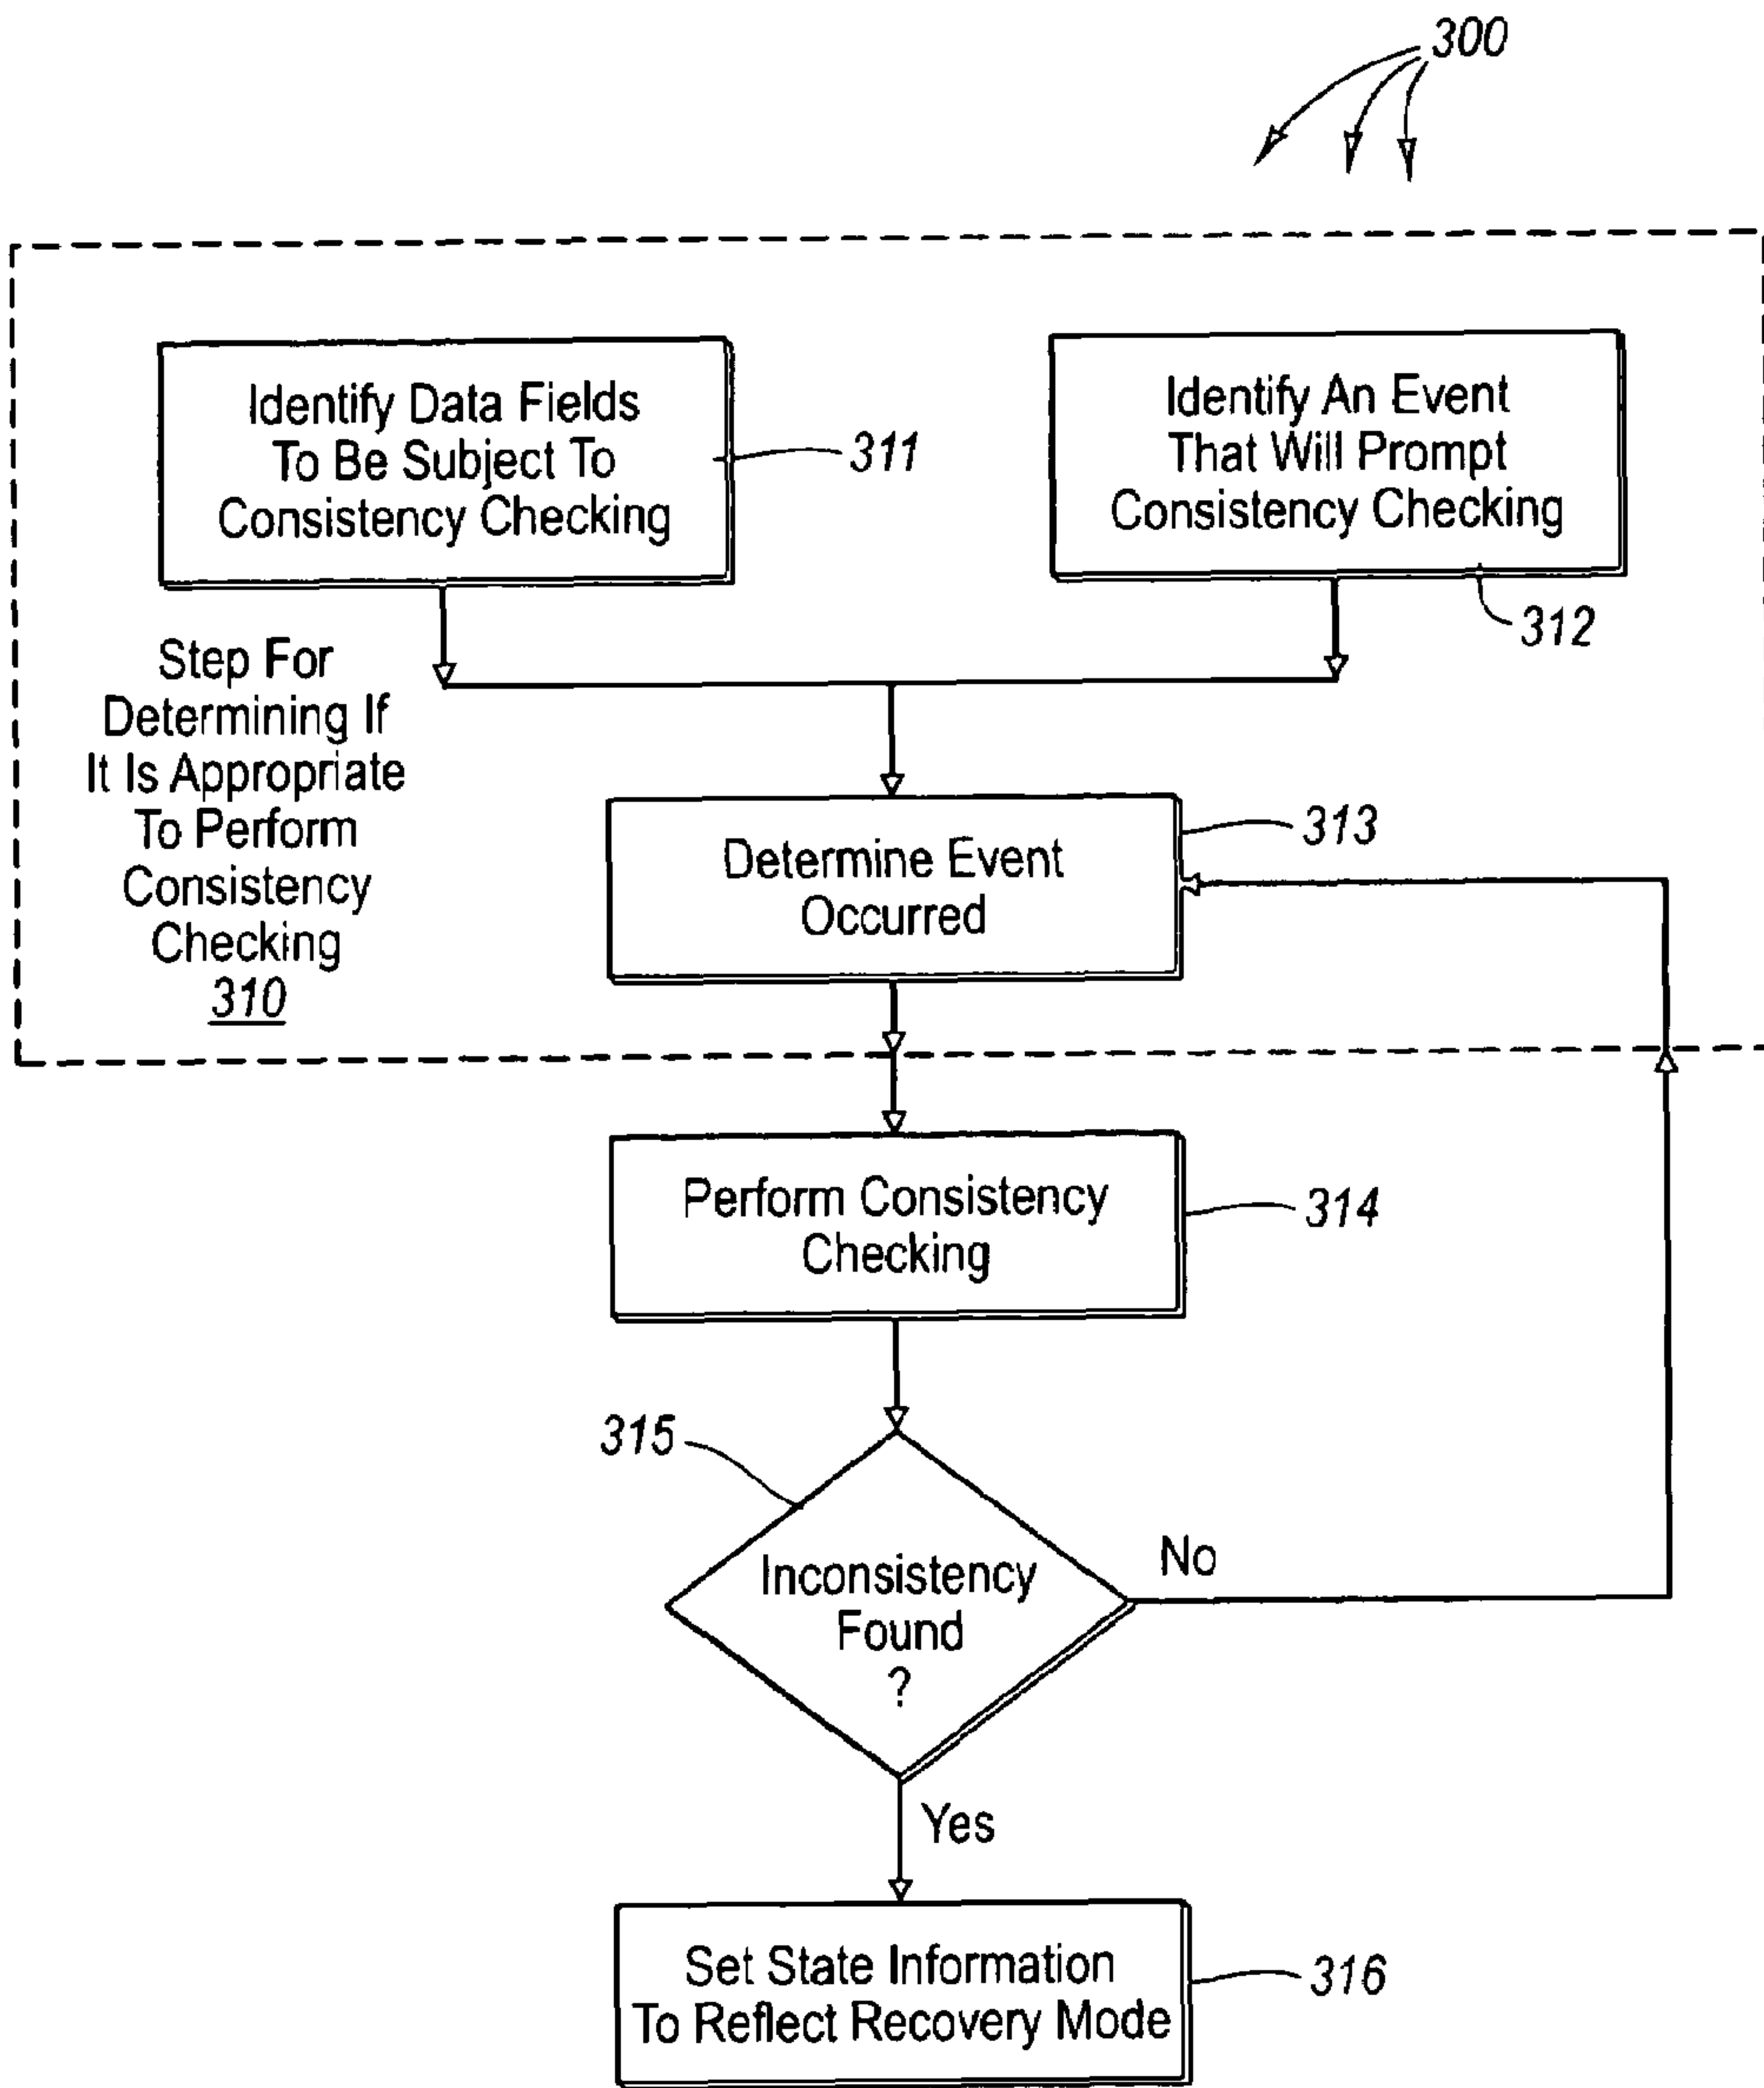 300
Identify Data Fields
To Be Subject To
Consistency Checking
311
Identify An Event
That Will Prompt
Consistency Checking
312
Step For
Determining If
It Is Appropriate
To Perform
Consistency
Checking
310
Determine Event
Occurred
313
Perform Consistency
Checking
314
315
Inconsistency
Found
?
No
Yes
Set State Information
To Reflect Recovery Mode
316